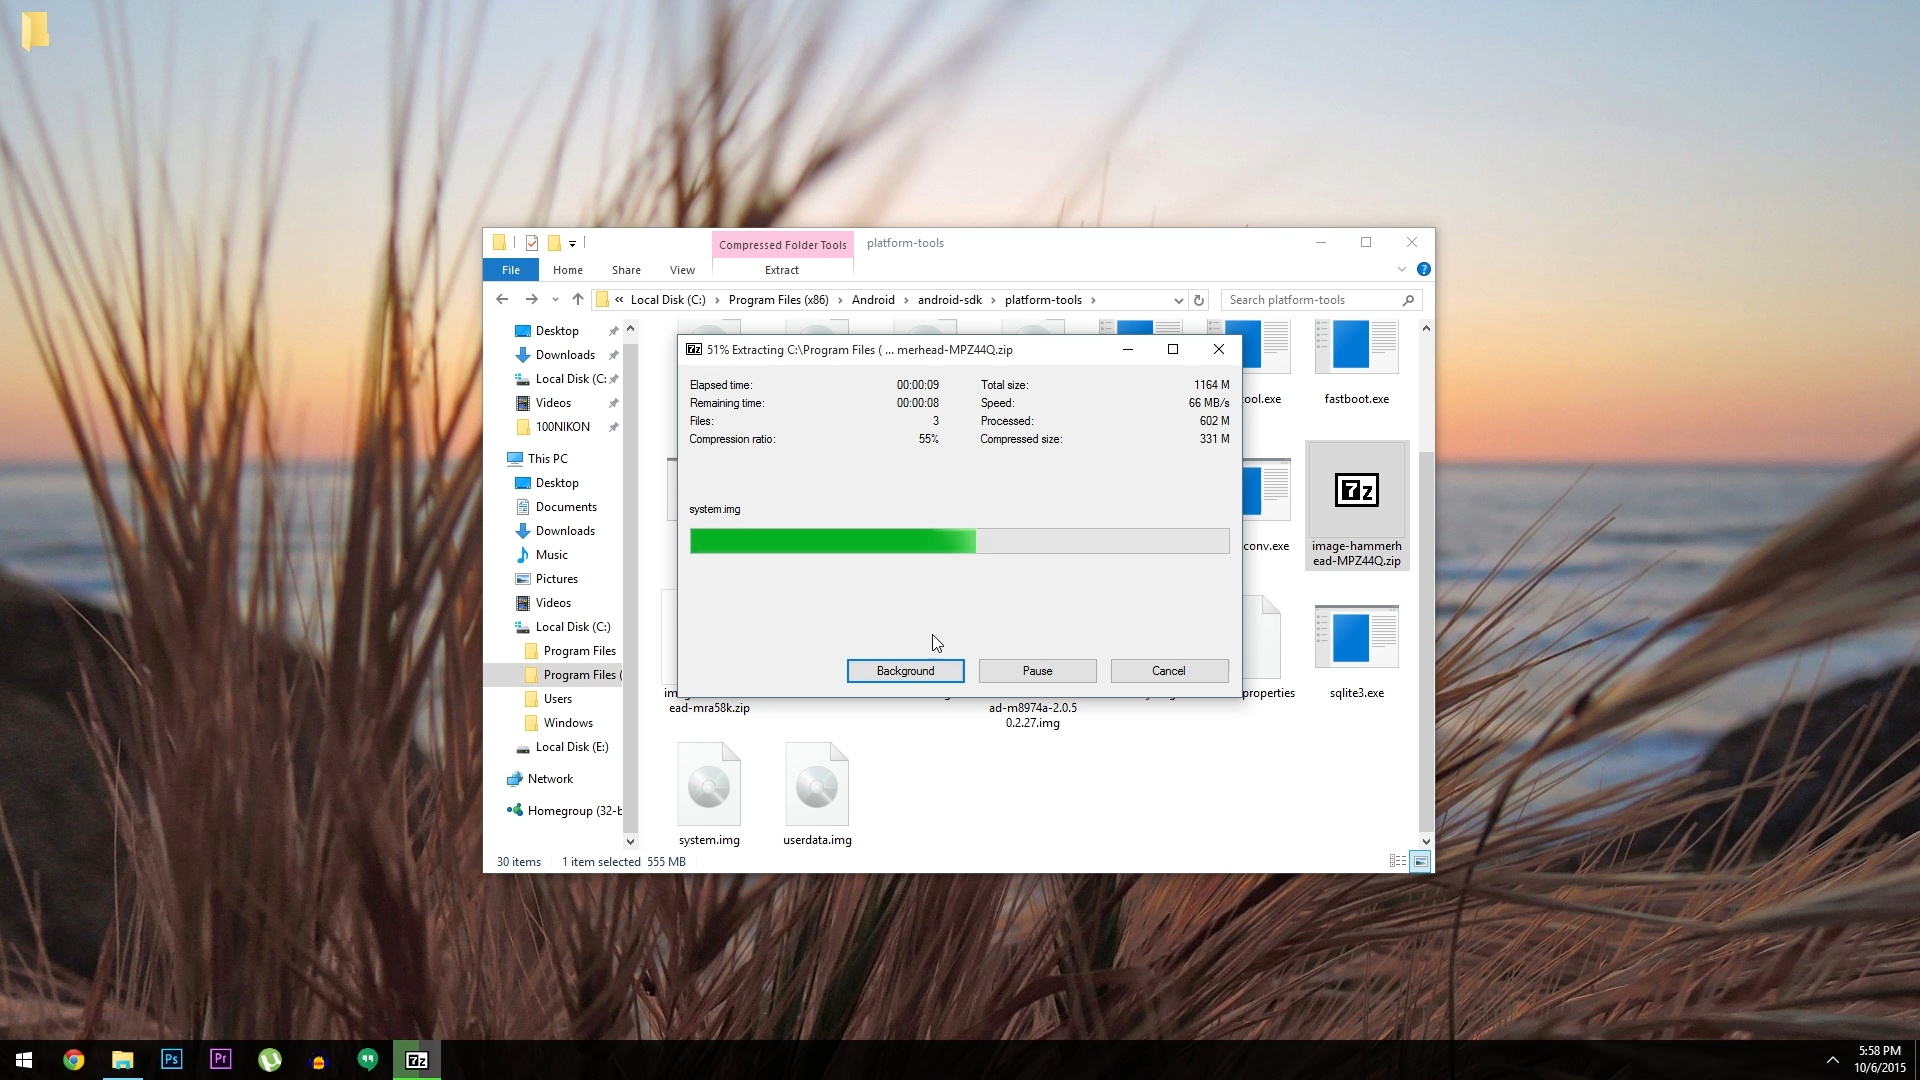 Compressed Folder Tools
platform-tools
File
Home
Share
View
Extract
« Local Disk (C:) › Program Files (x86) › Android › android-sdk › platform-tools ›
Search platform-tools
Desktop
Downloads
Local Disk (C:
Videos
100NIKON
This PC
Desktop
Documents
Downloads
Music
Pictures
Videos
Local Disk (C:)
Program Files
Program Files (
Users
Windows
Local Disk (E:)
Network
Homegroup (32-b
51% Extracting C:\Program Files ( ... merhead-MPZ44Q.zip
Elapsed time: 00:00:09
Total size: 1164 M
Remaining time: 00:00:08
Speed: 66 MB/s
Files: 3
Processed: 602 M
Compression ratio: 55%
Compressed size: 331 M
system.img
Background
Pause
Cancel
ool.exe
fastboot.exe
conv.exe
7z
image-hammerh
ead-MPZ44Q.zip
im
ead-mra58k.zip
ad-m8974a-2.0.5
0.2.27.img
properties
sqlite3.exe
system.img
userdata.img
30 items
1 item selected 555 MB
Ps
Pr
7z
5:58 PM
10/6/2015